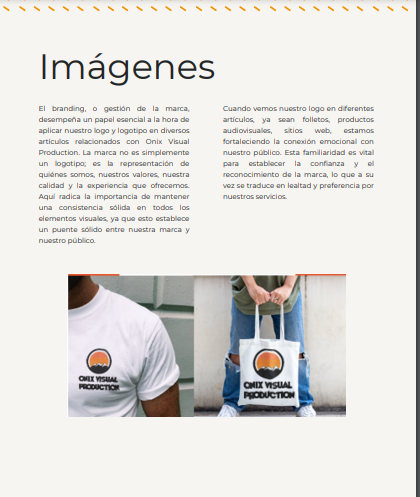 Imágenes
El branding, o gestión de la marca,
desempeña un papel esencial a la hora de
aplicar nuestro logo y logotipo en diversos
artículos relacionados con Onix Visual
Production. La marca no es simplemente
un logotipo; es la representación de
quiénes somos, nuestros valores, nuestra
calidad y la experiencia que ofrecemos.
Aquí radica la importancia de mantener
una consistencia sólida en todos los
elementos visuales, ya que esto establece
un puente sólido entre nuestra marca y
nuestro público.
Cuando vemos nuestro logo en diferentes
artículos, ya sean folletos, productos
audiovisuales, sitios web, estamos
fortaleciendo la conexión emocional con
nuestro público. Esta familiaridad es vital
para establecer la confianza y el
reconocimiento de la marca, lo que a su
vez se traduce en lealtad y preferencia por
nuestros servicios.
ONIX VISUAL
PRODUCTION
ONIX VISUAL
PRODUCTION